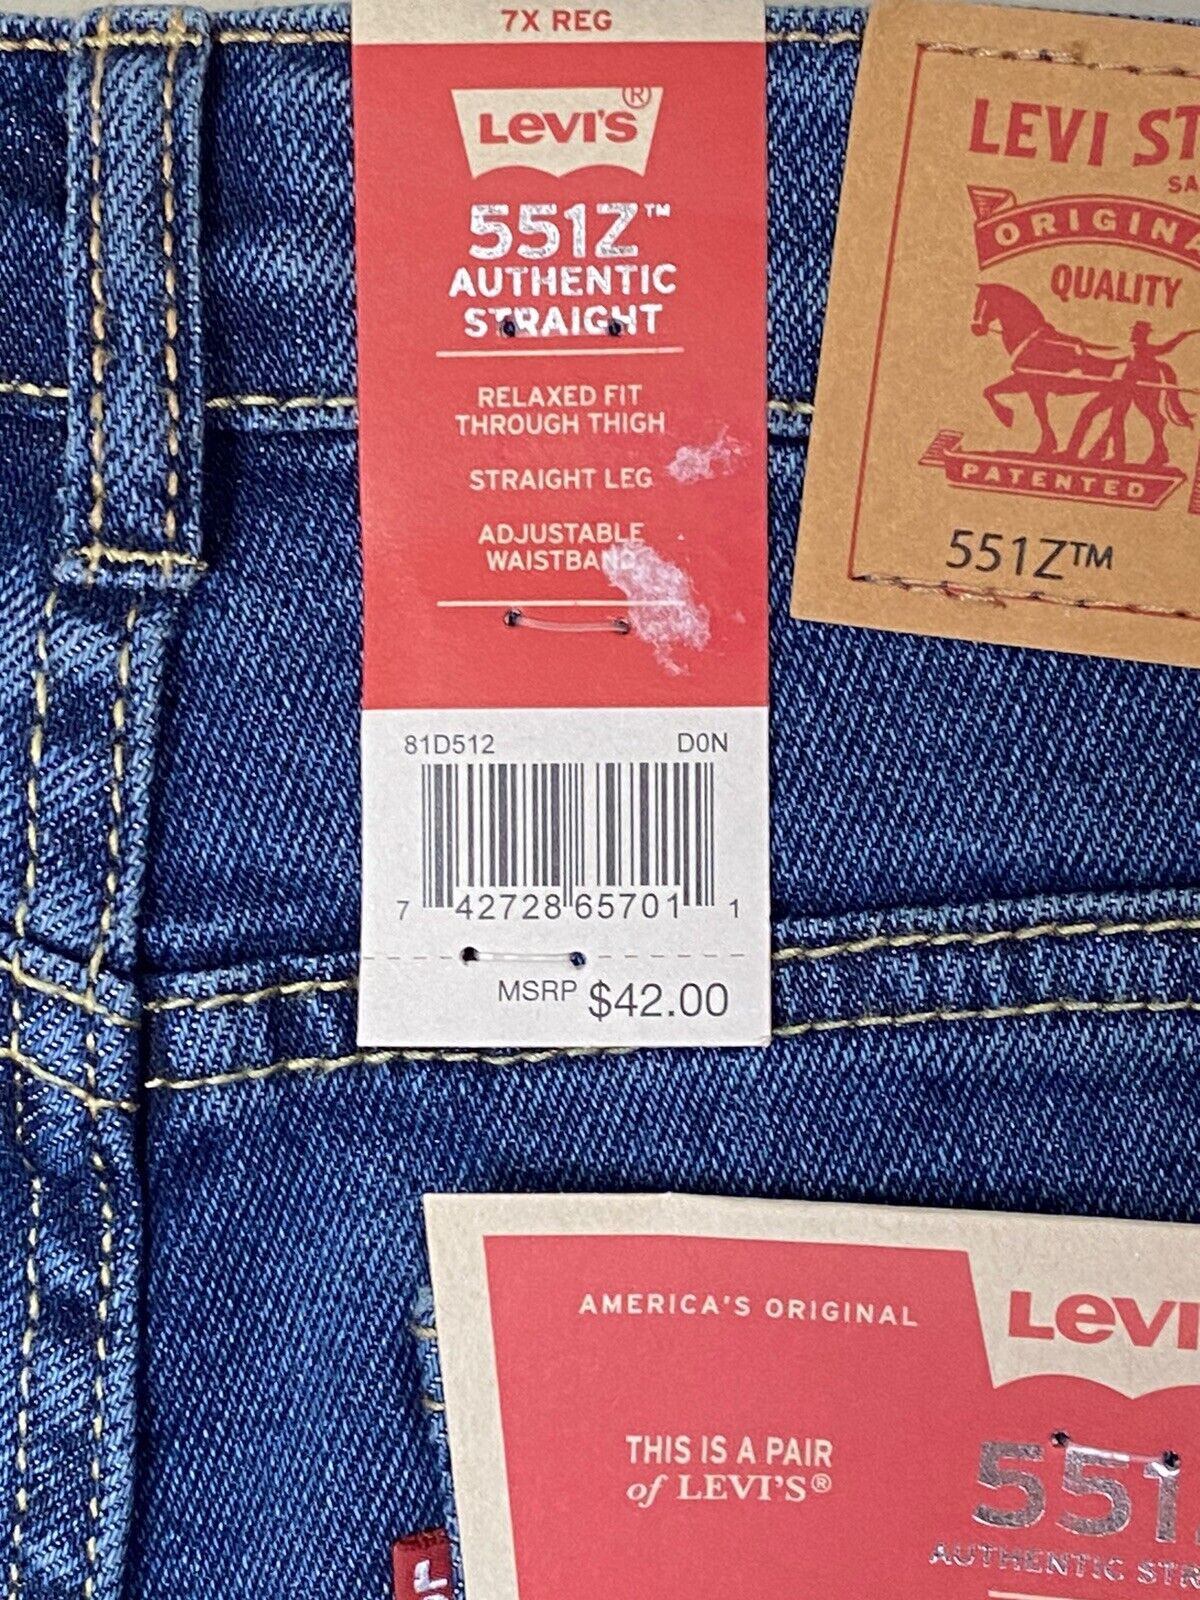 7X REG
Levi's®
551Z™
AUTHENTIC
STRAIGHT
RELAXED FIT
THROUGH THIGH
STRAIGHT LEG
ADJUSTABLE
WAISTBAND
81D512 D0N
7 42728 65701 1
MSRP $42.00
LEVI ST
SA
ORIGINA
QUALITY
PATENTED
551Z™
AMERICA'S ORIGINAL
LEVI
THIS IS A PAIR
of LEVI'S®
551
AUTHENTIC STR